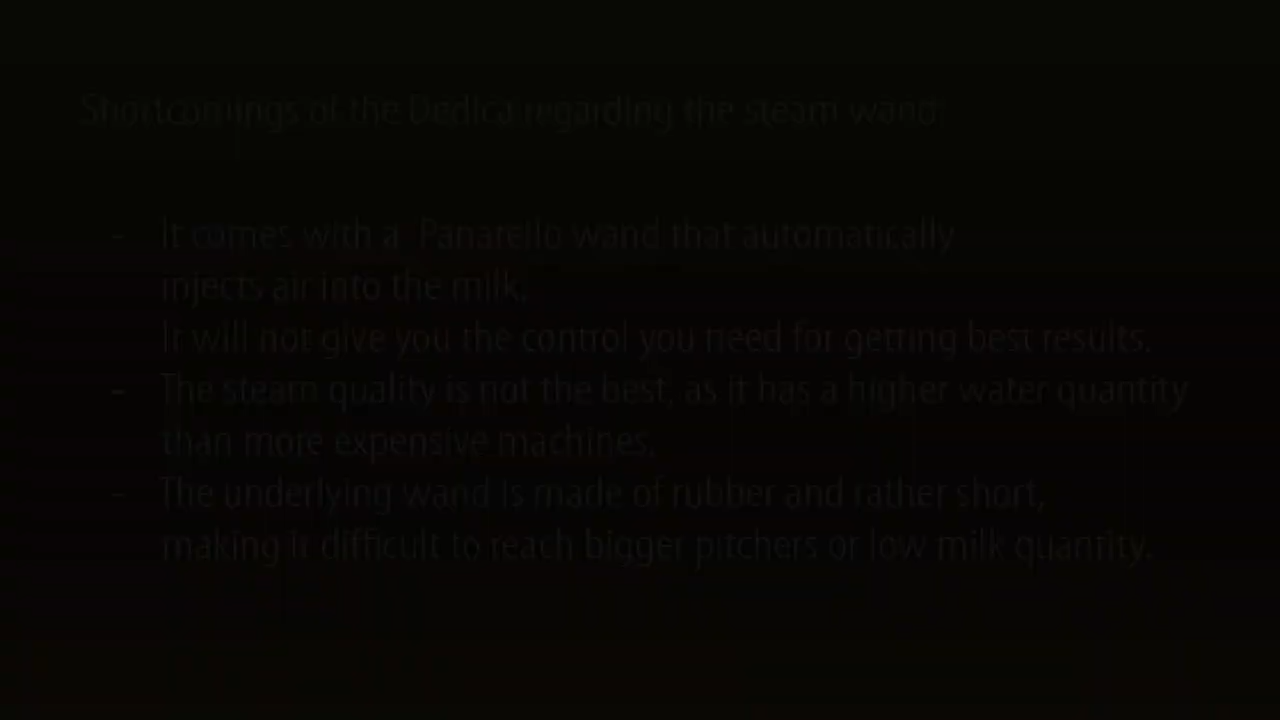 Shortcomings of the Dedica regarding the steam wand:
- It comes with a Panarello wand that automatically
injects air into the milk.
It will not give you the control you need for getting best results.
- The steam quality is not the best, as it has a higher water quantity
than more expensive machines.
- The underlying wand is made of rubber and rather short,
making it difficult to reach bigger pitchers or low milk quantity.